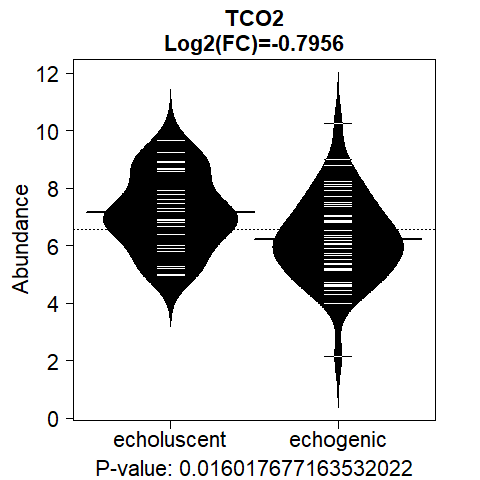 TCO2
Log2(FC)=-0.7956
12
10
8
6
4
2
0
Abundance
echoluscent echogenic
P-value: 0.016017677163532022